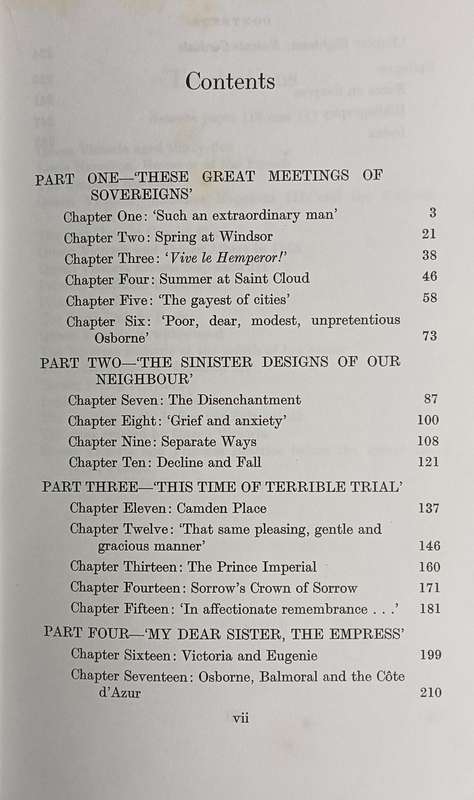 Contents
PART ONE—‘THESE GREAT MEETINGS OF
SOVEREIGNS’
Chapter One: ‘Such an extraordinary man’ 3
Chapter Two: Spring at Windsor 21
Chapter Three: ‘Vive le Hemperor!’ 38
Chapter Four: Summer at Saint Cloud 46
Chapter Five: ‘The gayest of cities’ 58
Chapter Six: ‘Poor, dear, modest, unpretentious
Osborne’ 73
PART TWO—‘THE SINISTER DESIGNS OF OUR
NEIGHBOUR’
Chapter Seven: The Disenchantment 87
Chapter Eight: ‘Grief and anxiety’ 100
Chapter Nine: Separate Ways 108
Chapter Ten: Decline and Fall 121
PART THREE—‘THIS TIME OF TERRIBLE TRIAL’
Chapter Eleven: Camden Place 137
Chapter Twelve: ‘That same pleasing, gentle and
gracious manner’ 146
Chapter Thirteen: The Prince Imperial 160
Chapter Fourteen: Sorrow’s Crown of Sorrow 171
Chapter Fifteen: ‘In affectionate remembrance . . .’ 181
PART FOUR—‘MY DEAR SISTER, THE EMPRESS’
Chapter Sixteen: Victoria and Eugenie 199
Chapter Seventeen: Osborne, Balmoral and the Côte
d’Azur 210
vii